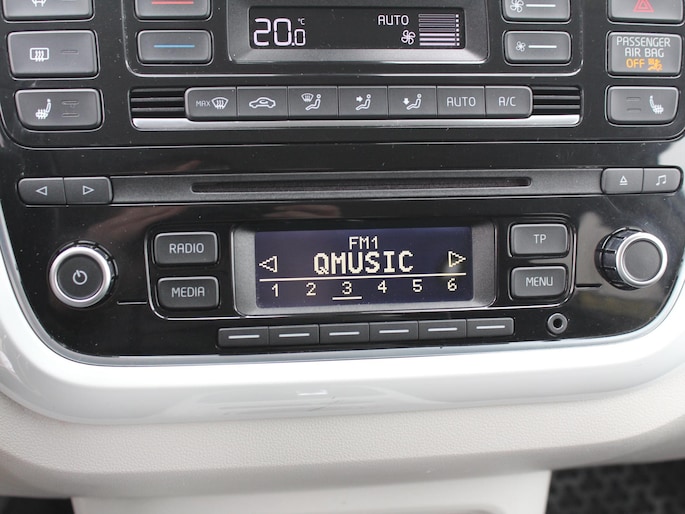 20.0 °C AUTO
PASSENGER
AIR BAG
OFF
MAX AUTO A/C
RADIO
MEDIA
FM1
QMUSIC
1 2 3 4 5 6
TP
MENU